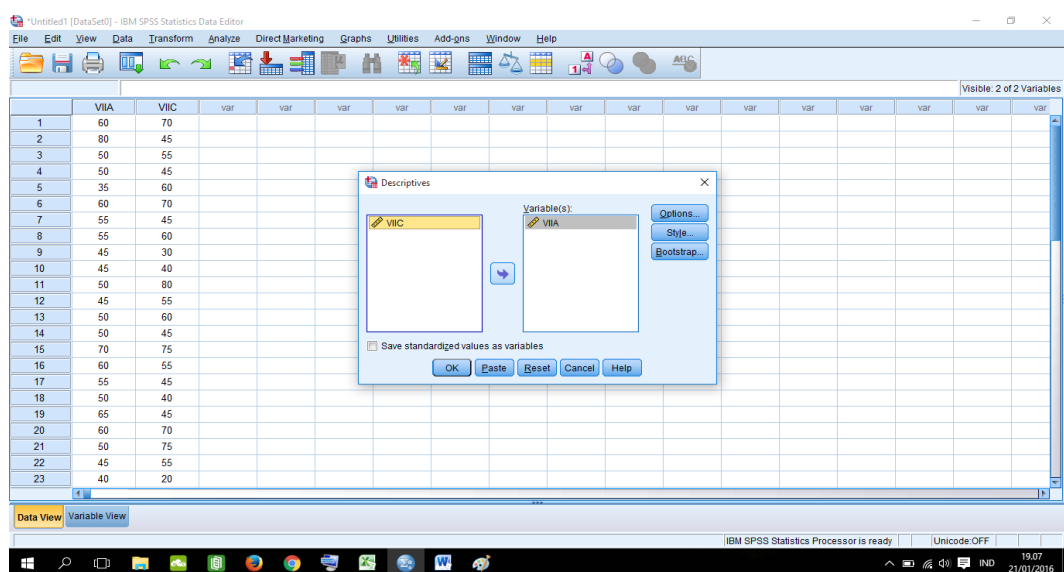 *Untitled1 [DataSet0] - IBM SPSS Statistics Data Editor
File Edit View Data Transform Analyze Direct Marketing Graphs Utilities Add-ons Window Help
Visible: 2 of 2 Variables
VIIA VIIC var var var var var var var var var var var var var var var
1 60 70
2 80 45
3 50 55
4 50 45
5 35 60
6 60 70
7 55 45
8 55 60
9 45 30
10 45 40
11 50 80
12 45 55
13 50 60
14 50 45
15 70 75
16 60 55
17 55 45
18 50 40
19 65 45
20 60 70
21 50 75
22 45 55
23 40 20
Descriptives
Variable(s):
VIIC
VIIA
Options...
Style...
Bootstrap...
Save standardized values as variables
OK Paste Reset Cancel Help
Data View Variable View
IBM SPSS Statistics Processor is ready Unicode:OFF
IND
19.07
21/01/2016